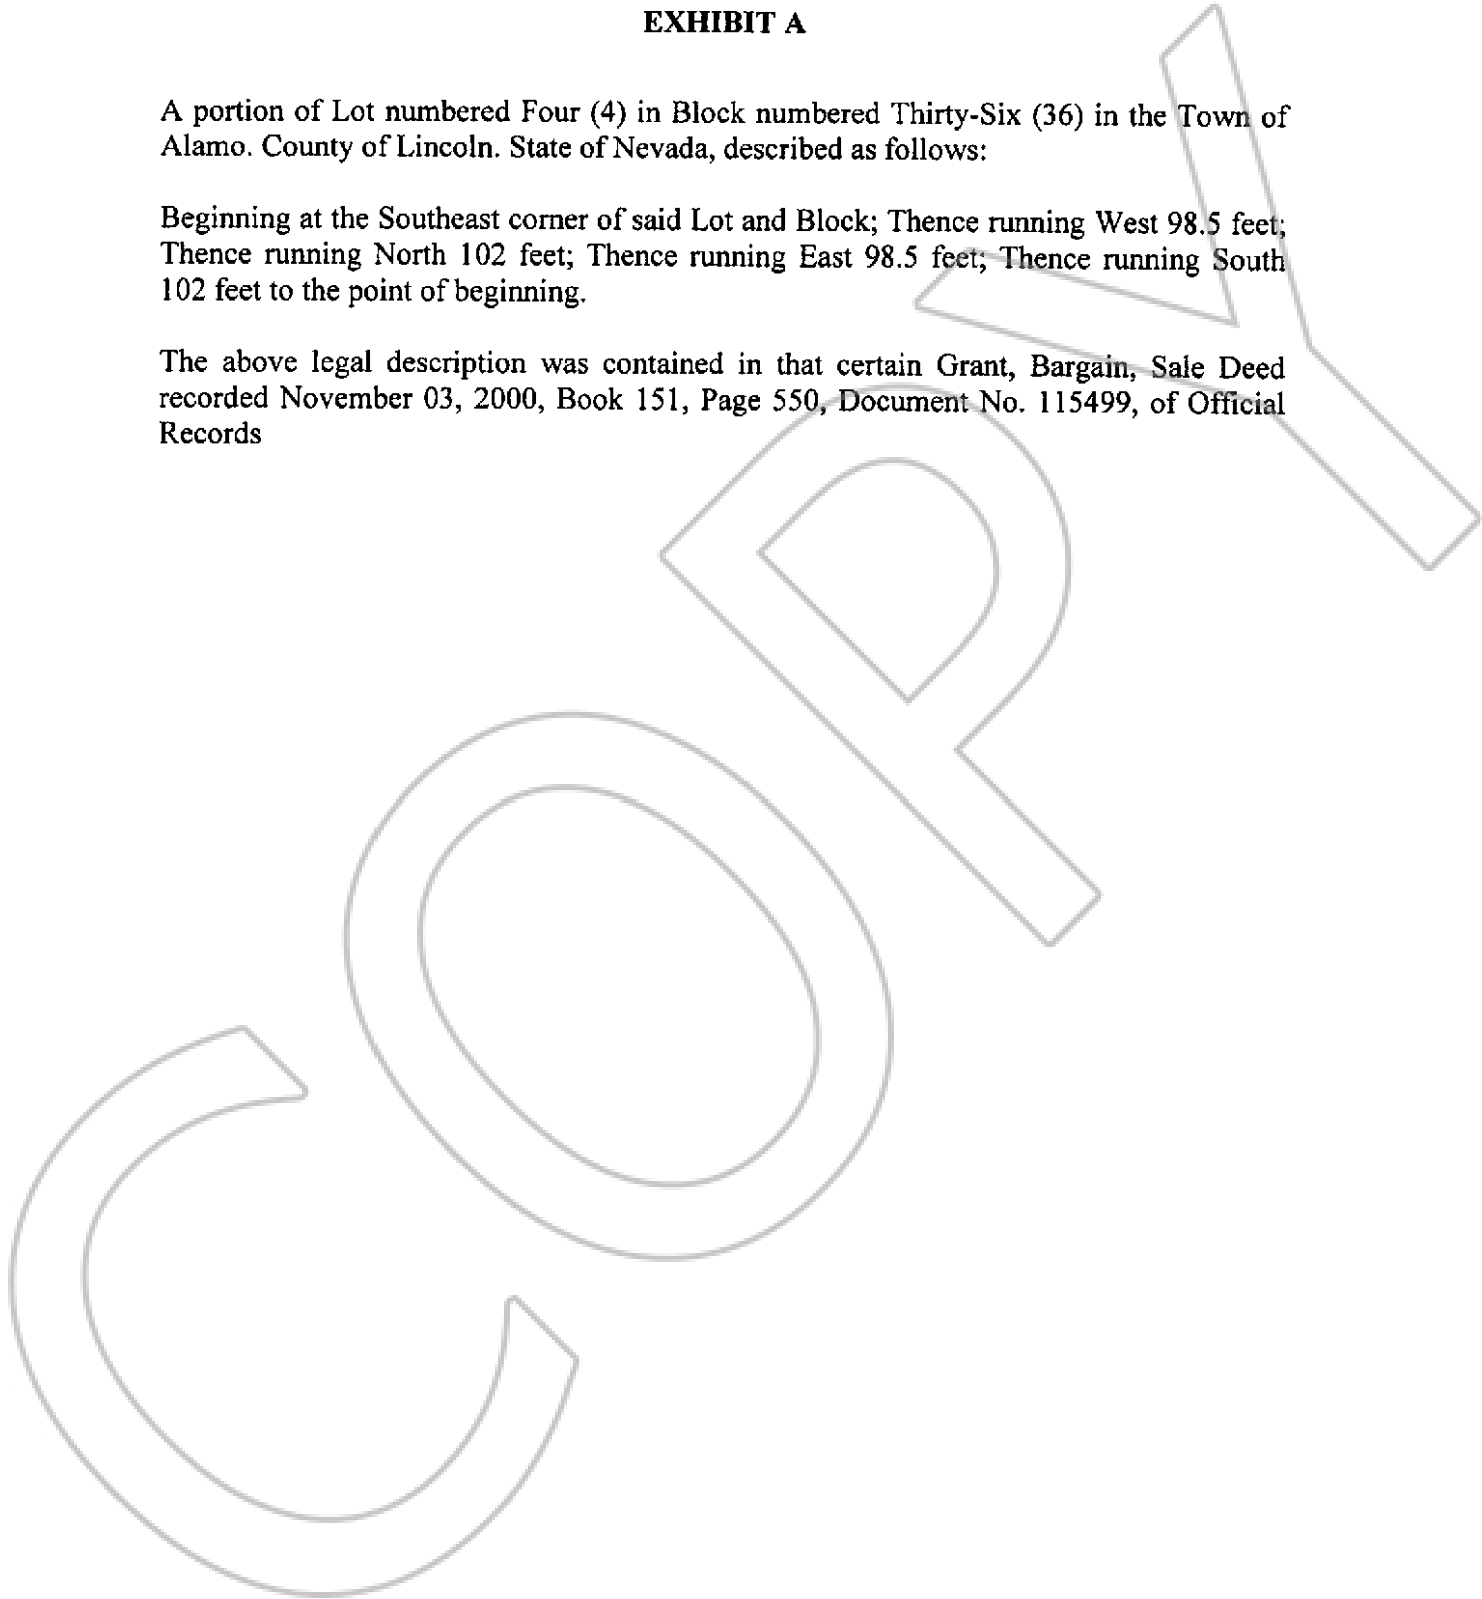 EXHIBIT A
A portion of Lot numbered Four (4) in Block numbered Thirty-Six (36) in the Town of
Alamo. County of Lincoln. State of Nevada, described as follows:
Beginning at the Southeast corner of said Lot and Block; Thence running West 98.5 feet;
Thence running North 102 feet; Thence running East 98.5 feet; Thence running South
102 feet to the point of beginning.
The above legal description was contained in that certain Grant, Bargain, Sale Deed
recorded November 03, 2000, Book 151, Page 550, Document No. 115499, of Official
Records
COPY